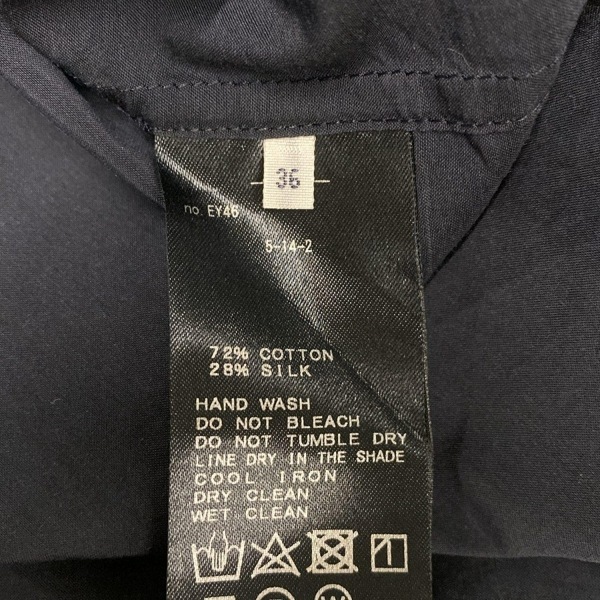 36
no. EY46
5-14-2
72% COTTON
28% SILK
HAND WASH
DO NOT BLEACH
DO NOT TUMBLE DRY
LINE DRY IN THE SHADE
COOL IRON
DRY CLEAN
WET CLEAN